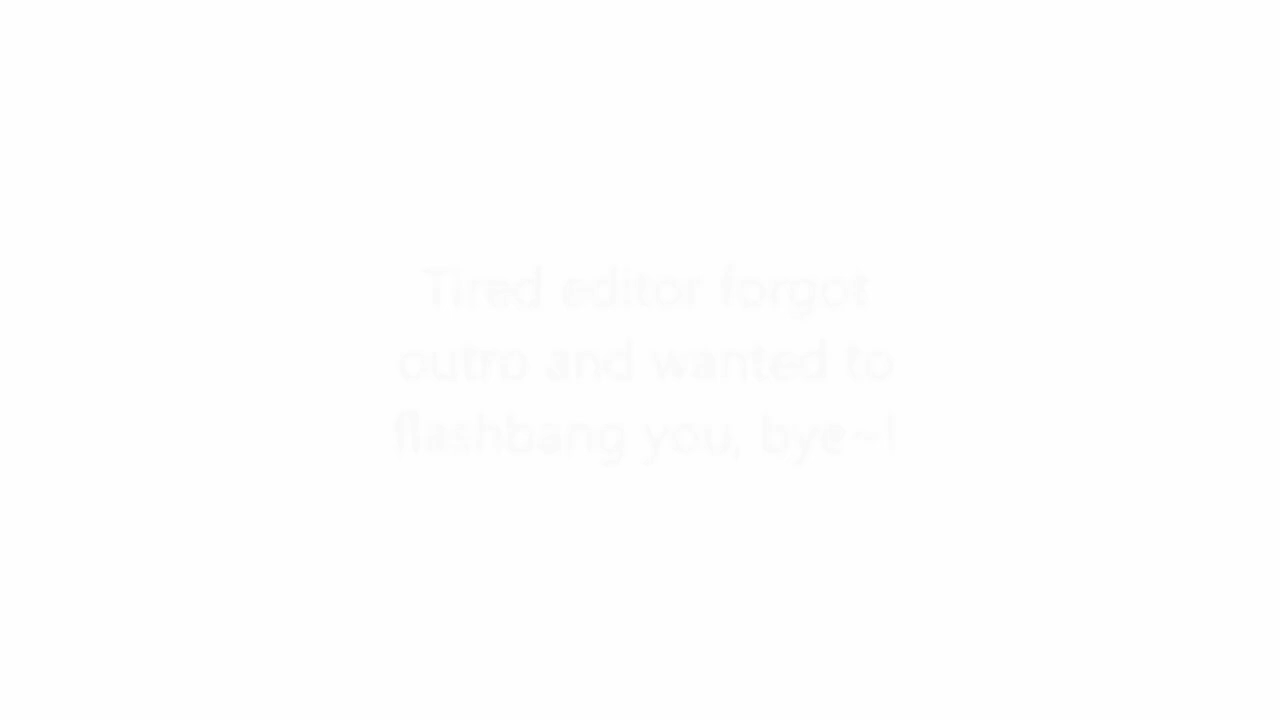 Tired editor forgot
outro and wanted to
flashbang you, bye~!